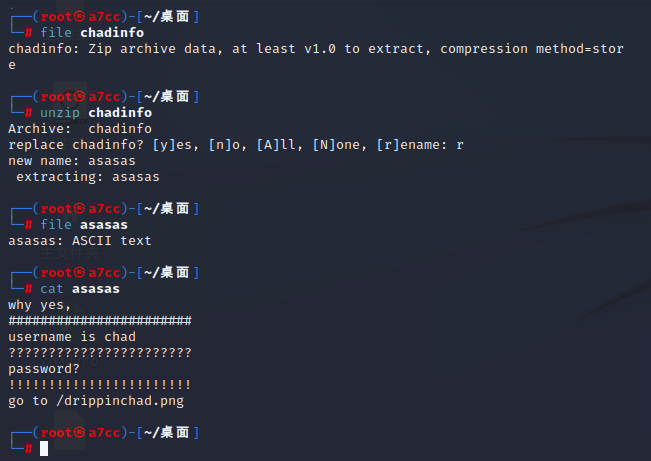 ┌──(root㉿a7cc)-[~/桌面]
└─# file chadinfo
chadinfo: Zip archive data, at least v1.0 to extract, compression method=stor
e
┌──(root㉿a7cc)-[~/桌面]
└─# unzip chadinfo
Archive:  chadinfo
replace chadinfo? [y]es, [n]o, [A]ll, [N]one, [r]ename: r
new name: asasas
 extracting: asasas
┌──(root㉿a7cc)-[~/桌面]
└─# file asasas
asasas: ASCII text
┌──(root㉿a7cc)-[~/桌面]
└─# cat asasas
why yes,
#######################
username is chad
???????????????????????
password?
!!!!!!!!!!!!!!!!!!!!!!!
go to /drippinchad.png
┌──(root㉿a7cc)-[~/桌面]
└─#